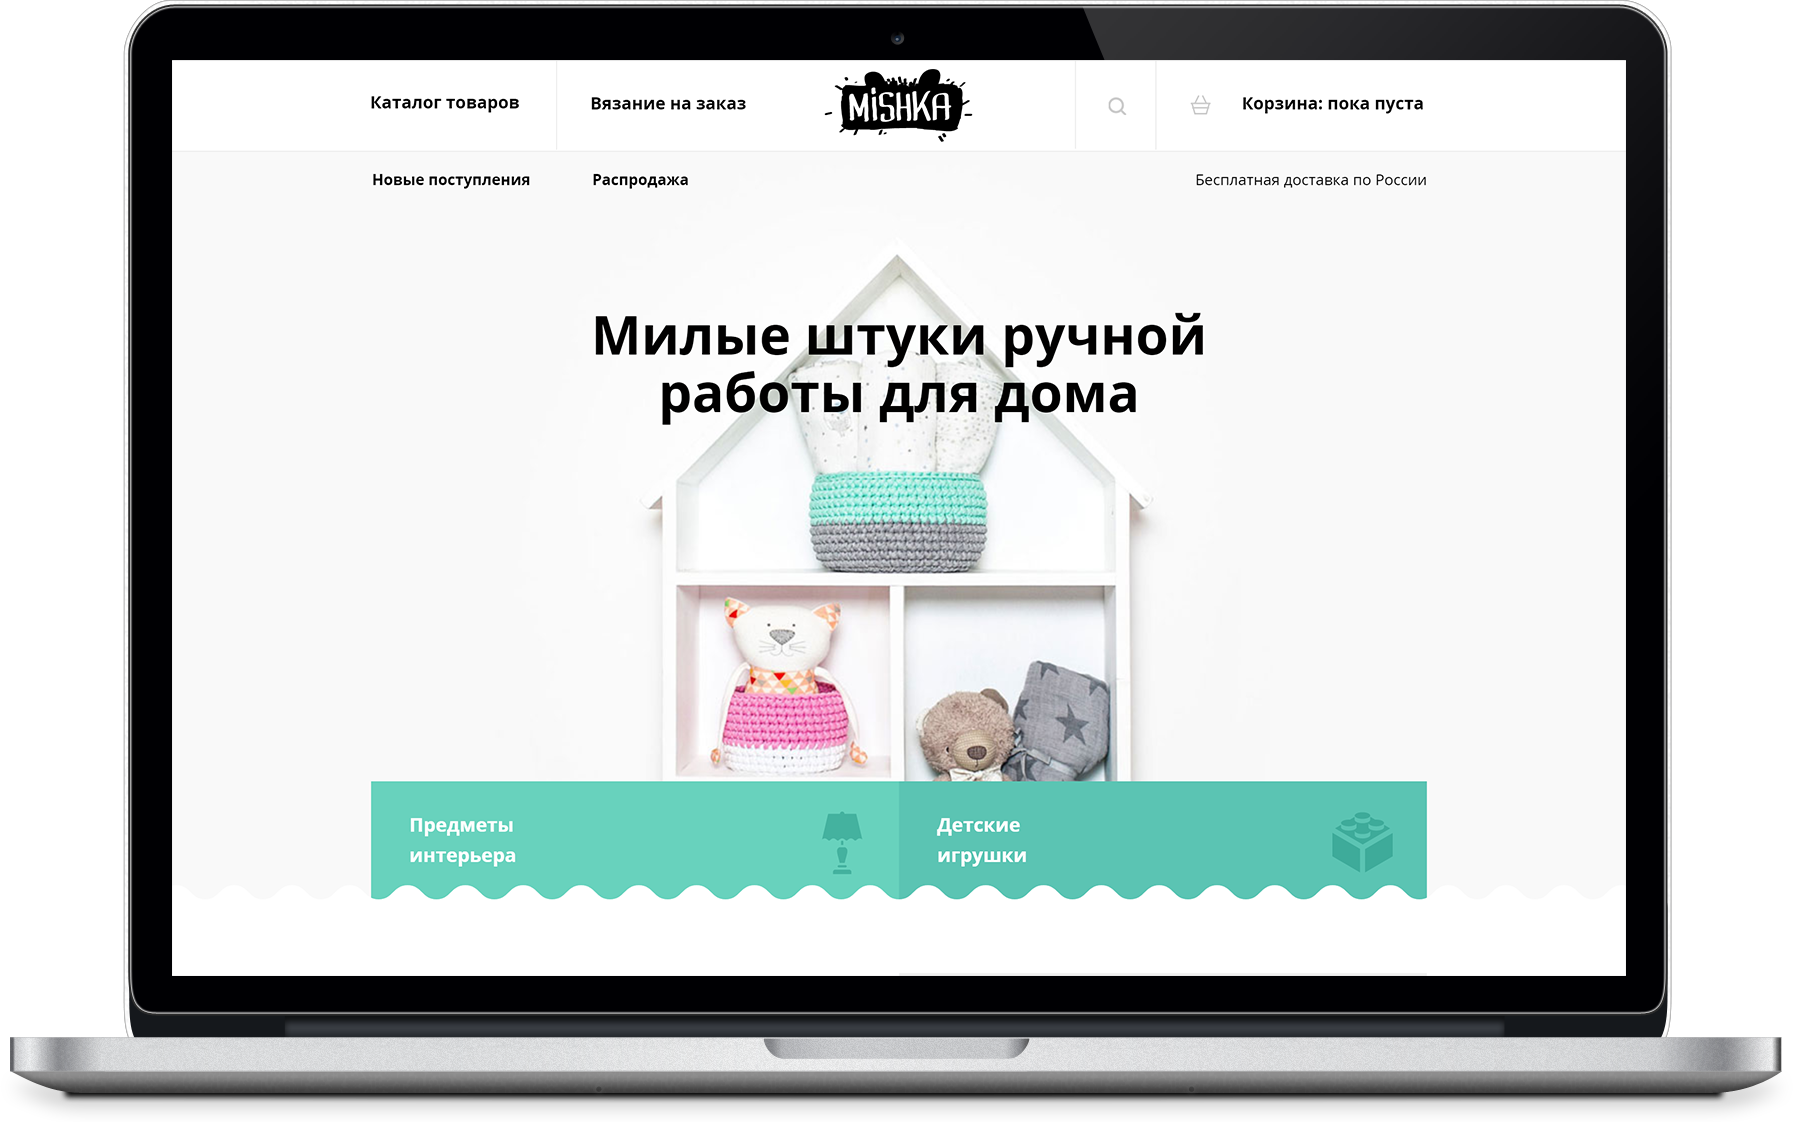 Каталог товаров
Вязание на заказ
MiSHKA
Корзина: пока пуста
Новые поступления
Распродажа
Бесплатная доставка по России
Милые штуки ручной
работы для дома
Предметы
интерьера
Детские
игрушки